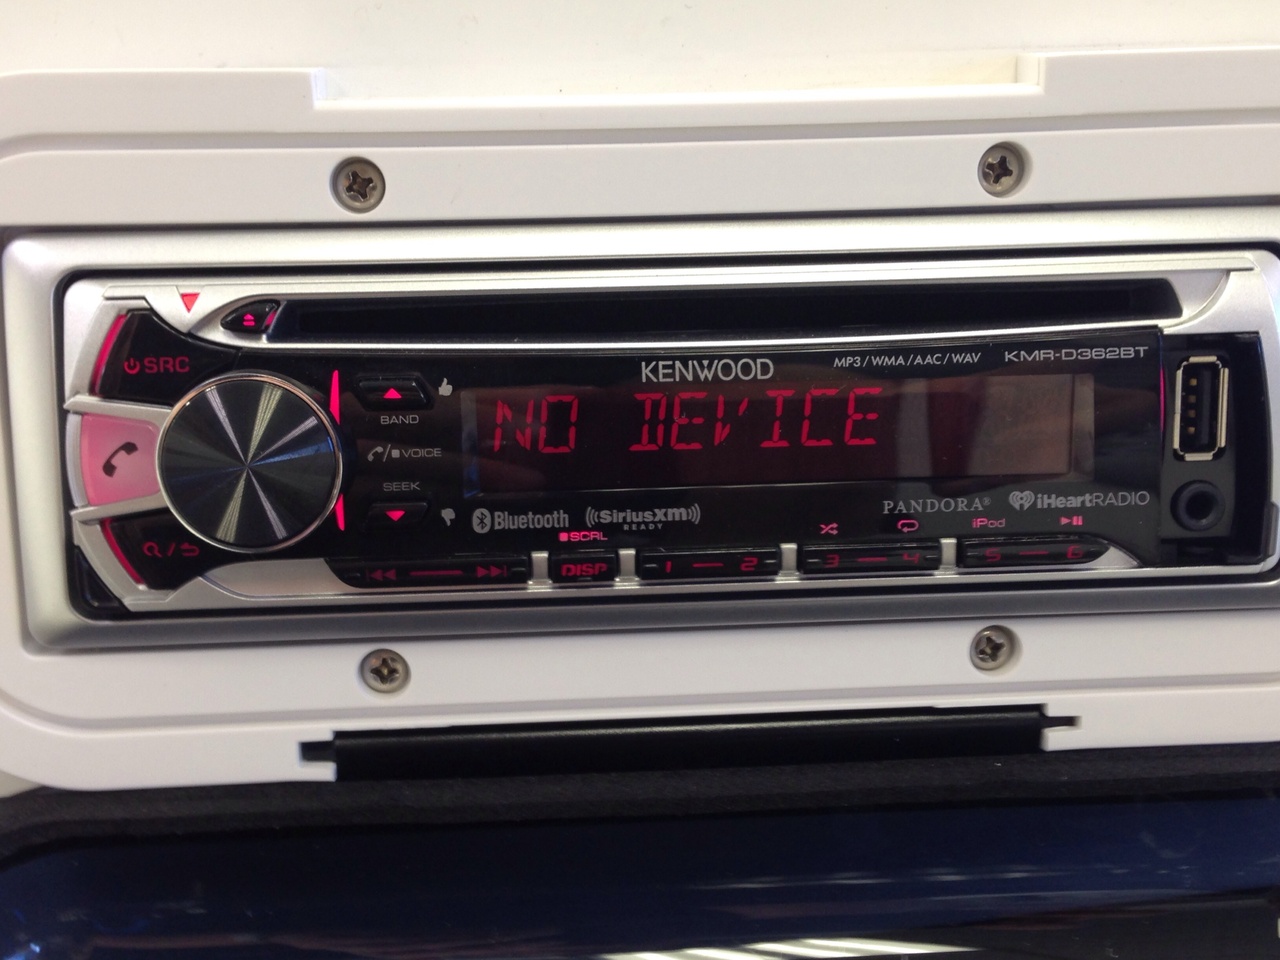 SRC
KENWOOD
MP3/WMA/AAC/WAV
KMR-D362BT
BAND
NO DEVICE
/ VOICE
SEEK
PANDORA®
iHeartRADIO
Bluetooth
((SiriusXM))
READY
SCRL
iPod
DISP
1 — 2
3 — 4
5 — 6